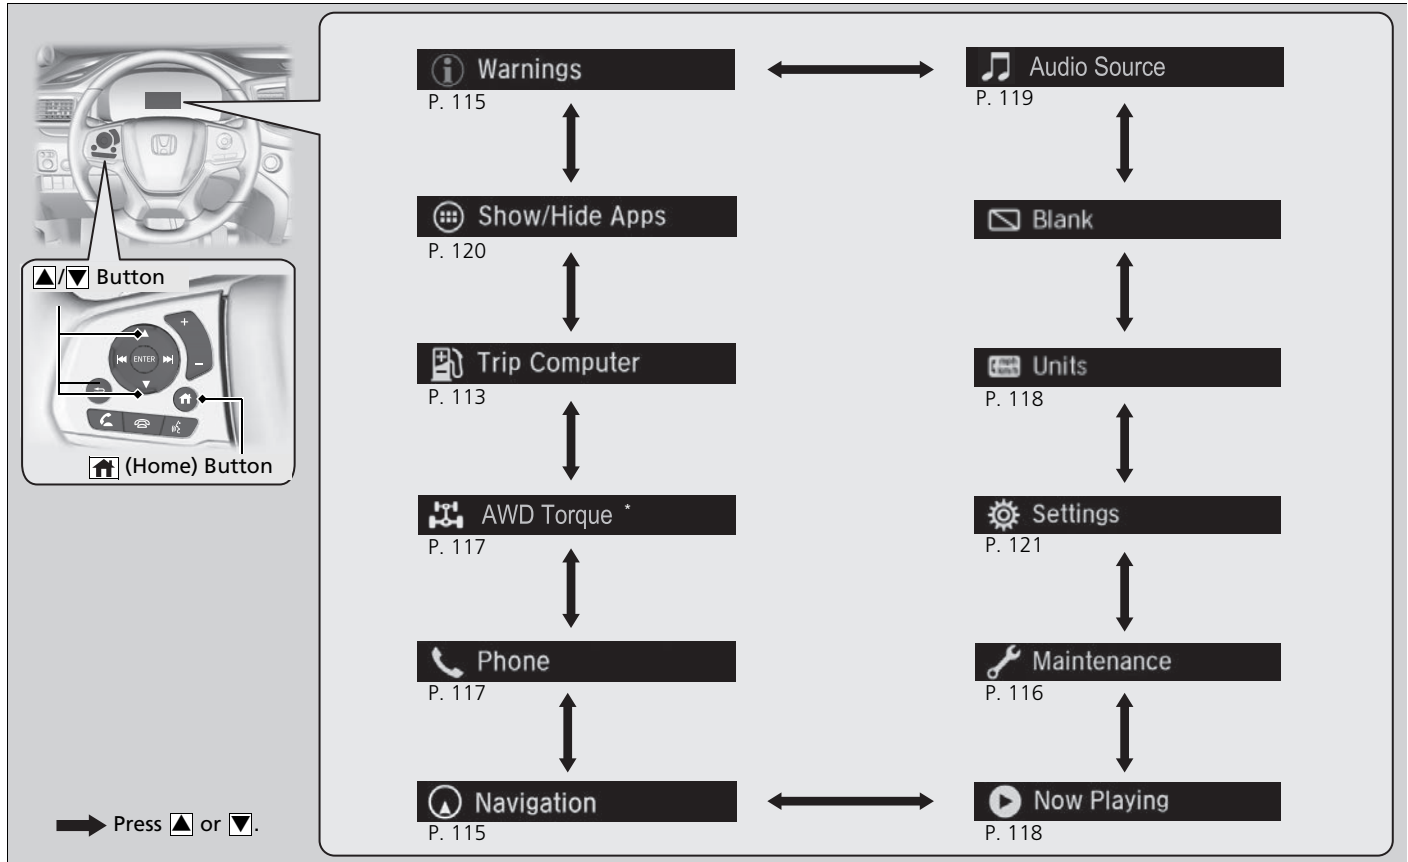 Warnings
P. 115
Audio Source
P. 119
Show/Hide Apps
P. 120
Blank
▲/▼ Button
ENTER
+
−
(Home) Button
Trip Computer
P. 113
Units
P. 118
AWD Torque *
P. 117
Settings
P. 121
Phone
P. 117
Maintenance
P. 116
Navigation
P. 115
Now Playing
P. 118
Press ▲ or ▼.